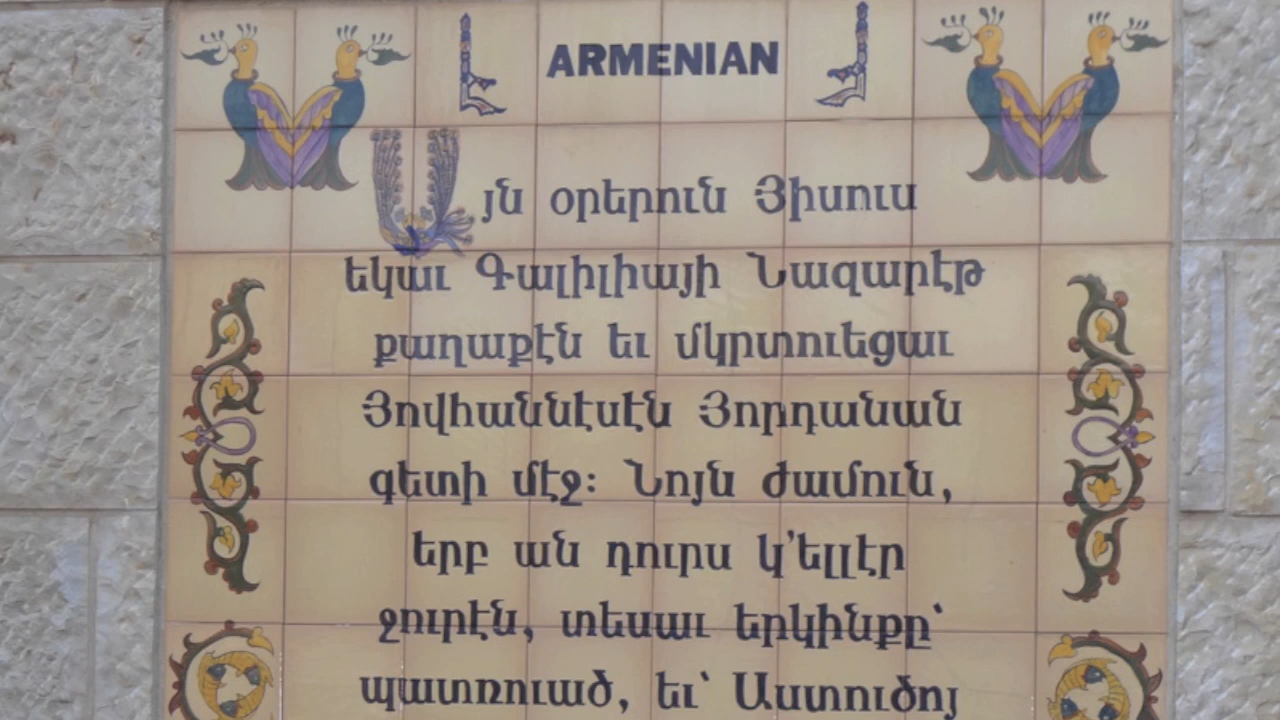 ARMENIAN
Այն օրերուն Յիսուս
եկաւ Գալիլիայի Նազարէթ
քաղաքէն եւ մկրտուեցաւ
Յովհաննէսէն Յորդանան
գետի մէջ։ Նոյն ժամուն,
երբ ան դուրս կ՚ելլէր
ջուրէն, տեսաւ երկինքը՝
պատռուած, եւ՝ Աստուծոյ